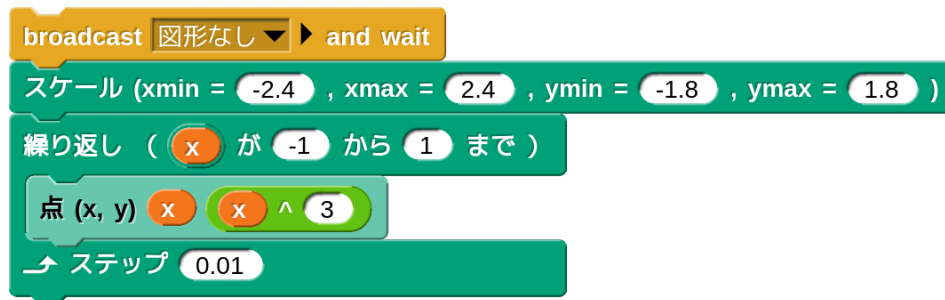 broadcast 図形なし and wait
スケール (xmin = -2.4 , xmax = 2.4 , ymin = -1.8 , ymax = 1.8 )
繰り返し ( x が -1 から 1 まで )
点 (x, y) x x ^ 3
ステップ 0.01